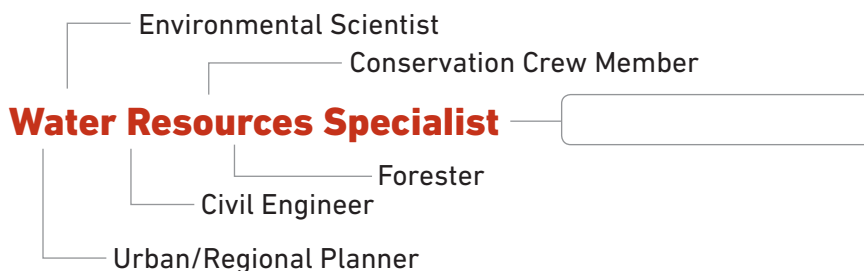 Environmental Scientist
Conservation Crew Member
Water Resources Specialist
Forester
Civil Engineer
Urban/Regional Planner